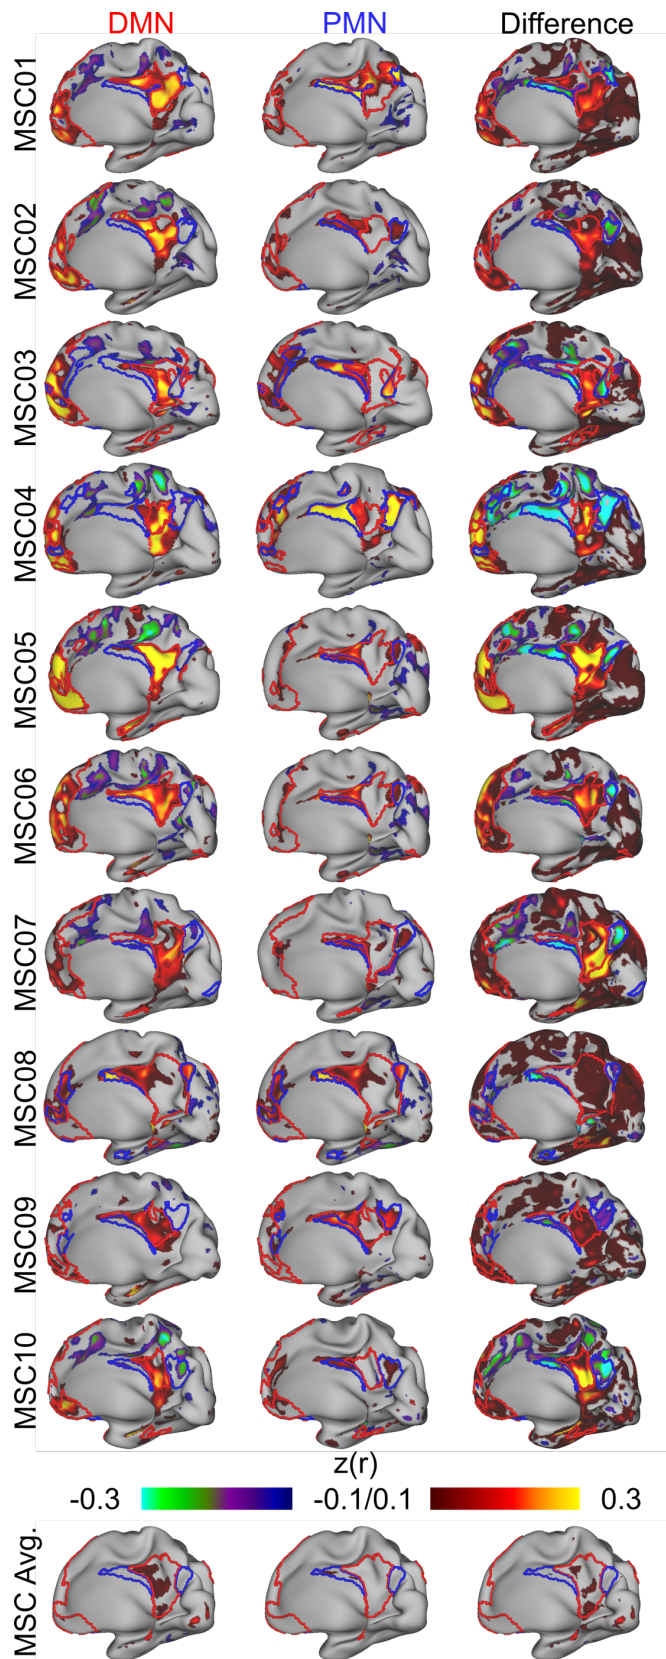 DMN PMN Difference
MSC01
MSC02
MSC03
MSC04
MSC05
MSC06
MSC07
MSC08
MSC09
MSC10
z(r)
-0.3 -0.1/0.1 0.3
MSC Avg.